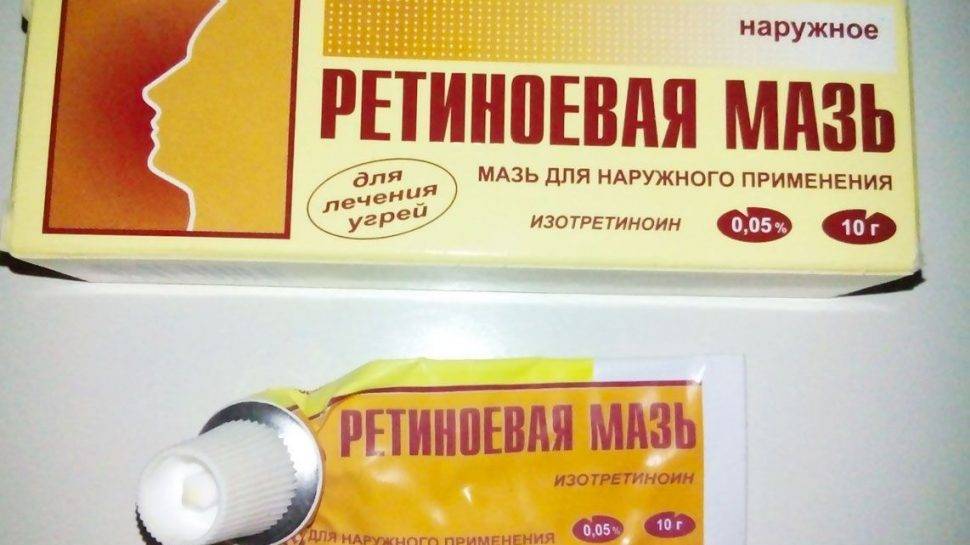 наружное
РЕТИНОЕВАЯ МАЗЬ
МАЗЬ ДЛЯ НАРУЖНОГО ПРИМЕНЕНИЯ
для
лечения
угрей
ИЗОТРЕТИНОИН 0,05% 10 г
РЕТИНОЕВАЯ МАЗЬ
ИЗОТРЕТИНОИН
ДЛЯ НАРУЖНОГО ПРИМЕНЕНИЯ 0,05% 10 г